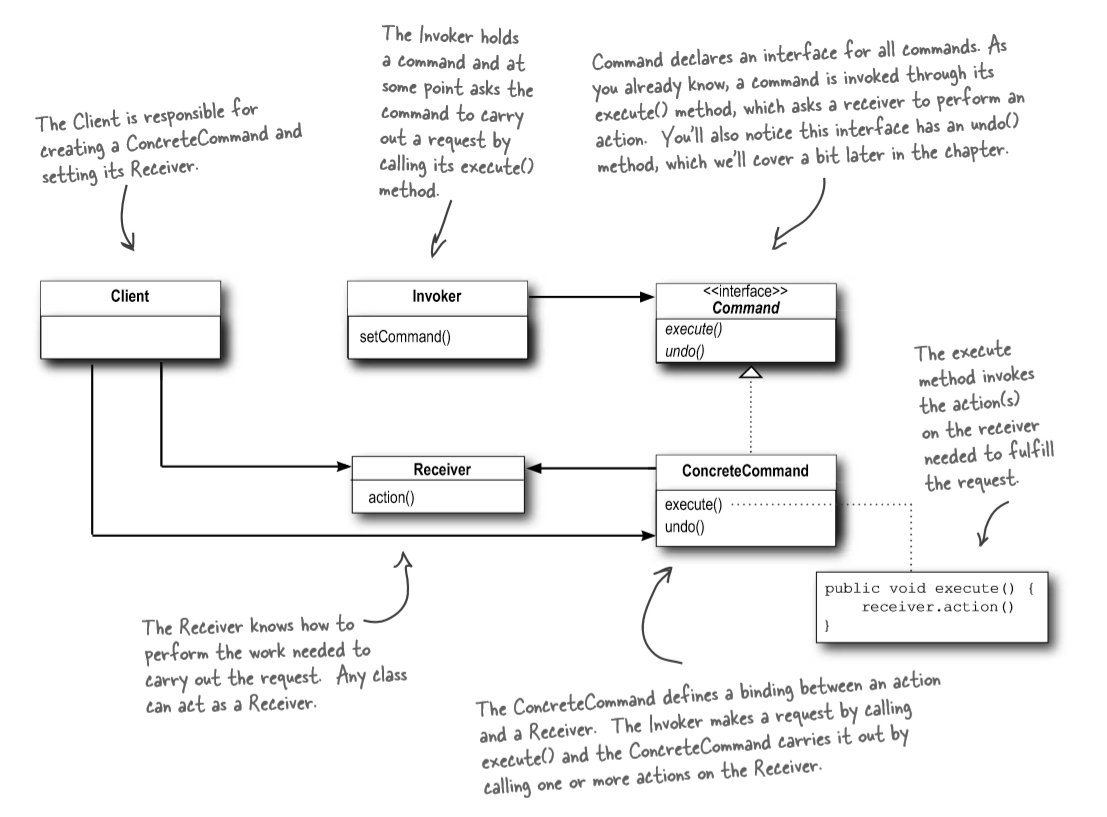 The Client is responsible for
creating a ConcreteCommand and
setting its Receiver.
The Invoker holds
a command and at
some point asks the
command to carry
out a request by
calling its execute()
method.
Command declares an interface for all commands. As
you already know, a command is invoked through its
execute() method, which asks a receiver to perform an
action. You'll also notice this interface has an undo()
method, which we'll cover a bit later in the chapter.
Client
Invoker
setCommand()
<<interface>>
Command
execute()
undo()
The execute
method invokes
the action(s)
on the receiver
needed to fulfill
the request.
Receiver
action()
ConcreteCommand
execute()
undo()
public void execute() {
receiver.action()
}
The Receiver knows how to
perform the work needed to
carry out the request. Any class
can act as a Receiver.
The ConcreteCommand defines a binding between an action
and a Receiver. The Invoker makes a request by calling
execute() and the ConcreteCommand carries it out by
calling one or more actions on the Receiver.